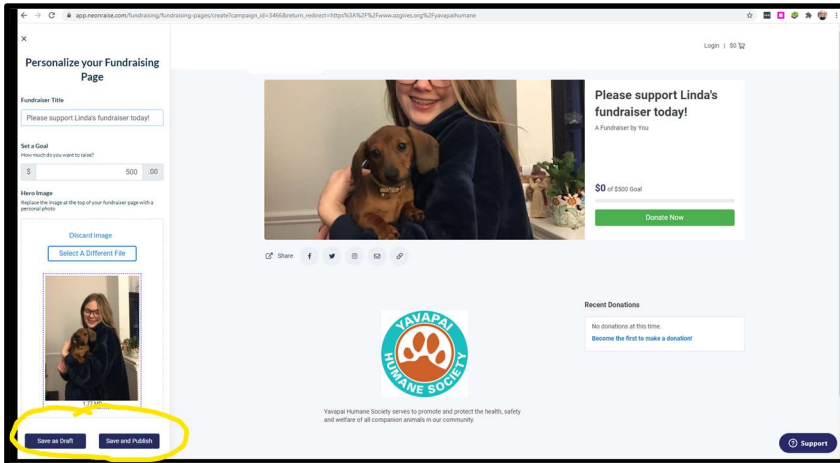 app.neonraise.com/fundraising/fundraising-pages/create?campaign_id=3466&return_redirect=https%3A%2F%2Fwww.azgives.org%2Fyavapaihumane
Login | $0
Personalize your Fundraising
Page
Fundraiser Title
Please support Linda's fundraiser today!
Set a Goal
How much do you want to raise?
$ 500 .00
Hero Image
Replace the image at the top of your fundraiser page with a
personal photo
Discard Image
Select A Different File
1.77 MB
Save as Draft
Save and Publish
Please support Linda's
fundraiser today!
A Fundraiser by You
$0 of $500 Goal
Donate Now
Share
YAVAPAI
HUMANE SOCIETY
Yavapai Humane Society serves to promote and protect the health, safety
and welfare of all companion animals in our community.
Recent Donations
No donations at this time.
Become the first to make a donation!
Support